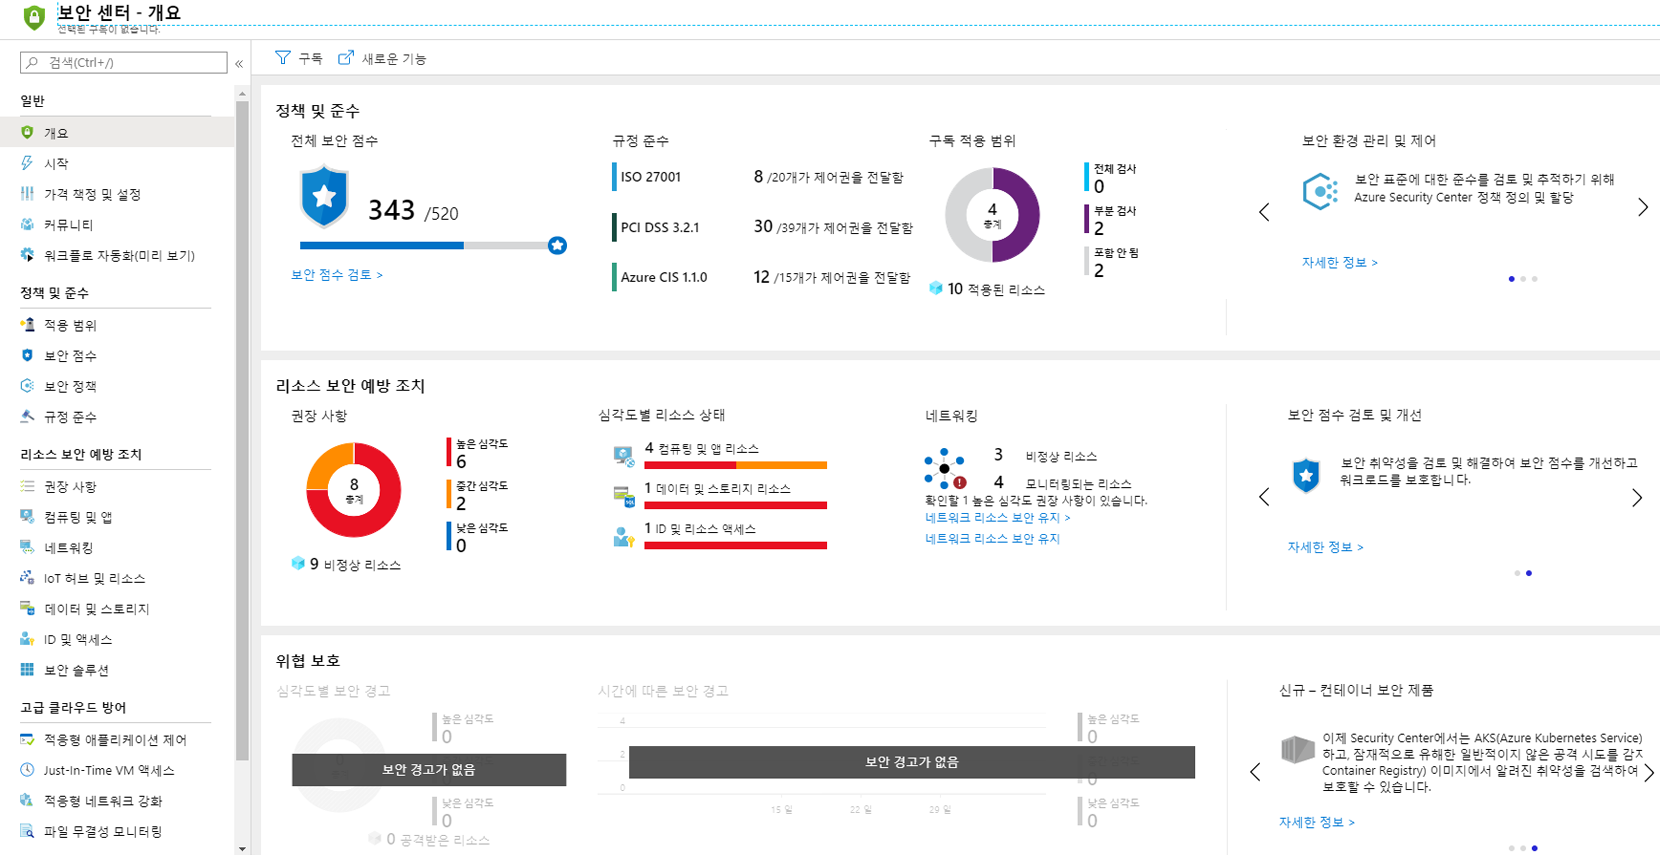 보안 센터 - 개요
선택된 구독이 없습니다.
검색(Ctrl+/)
«
일반
개요
시작
가격 책정 및 설정
커뮤니티
워크플로 자동화(미리 보기)
정책 및 준수
적용 범위
보안 점수
보안 정책
규정 준수
리소스 보안 예방 조치
권장 사항
컴퓨팅 및 앱
네트워킹
IoT 허브 및 리소스
데이터 및 스토리지
ID 및 액세스
보안 솔루션
고급 클라우드 방어
적응형 애플리케이션 제어
Just-In-Time VM 액세스
적응형 네트워크 강화
파일 무결성 모니터링
구독
새로운 기능
정책 및 준수
전체 보안 점수
343 /520
보안 점수 검토 >
규정 준수
ISO 27001
8 /20개가 제어권을 전달함
PCI DSS 3.2.1
30 /39개가 제어권을 전달함
Azure CIS 1.1.0
12 /15개가 제어권을 전달함
구독 적용 범위
4
총계
전체 검사
0
부분 검사
2
포함 안 됨
2
10 적용된 리소스
보안 환경 관리 및 제어
보안 표준에 대한 준수를 검토 및 추적하기 위해
Azure Security Center 정책 정의 및 할당
자세한 정보 >
리소스 보안 예방 조치
권장 사항
8
총계
높은 심각도
6
중간 심각도
2
낮은 심각도
0
9 비정상 리소스
심각도별 리소스 상태
4 컴퓨팅 및 앱 리소스
1 데이터 및 스토리지 리소스
1 ID 및 리소스 액세스
네트워킹
3 비정상 리소스
4 모니터링되는 리소스
확인할 1 높은 심각도 권장 사항이 있습니다.
네트워크 리소스 보안 유지 >
네트워크 리소스 보안 유지
보안 점수 검토 및 개선
보안 취약성을 검토 및 해결하여 보안 점수를 개선하고
워크로드를 보호합니다.
자세한 정보 >
위협 보호
심각도별 보안 경고
높은 심각도
0
보안 경고가 없음
낮은 심각도
0
0 공격받은 리소스
시간에 따른 보안 경고
4
2
0
보안 경고가 없음
15 일
22 일
29 일
높은 심각도
0
0
낮은 심각도
0
신규 – 컨테이너 보안 제품
이제 Security Center에서는 AKS(Azure Kubernetes Service)
하고, 잠재적으로 유해한 일반적이지 않은 공격 시도를 감지
Container Registry) 이미지에서 알려진 취약성을 검색하여
보호할 수 있습니다.
자세한 정보 >